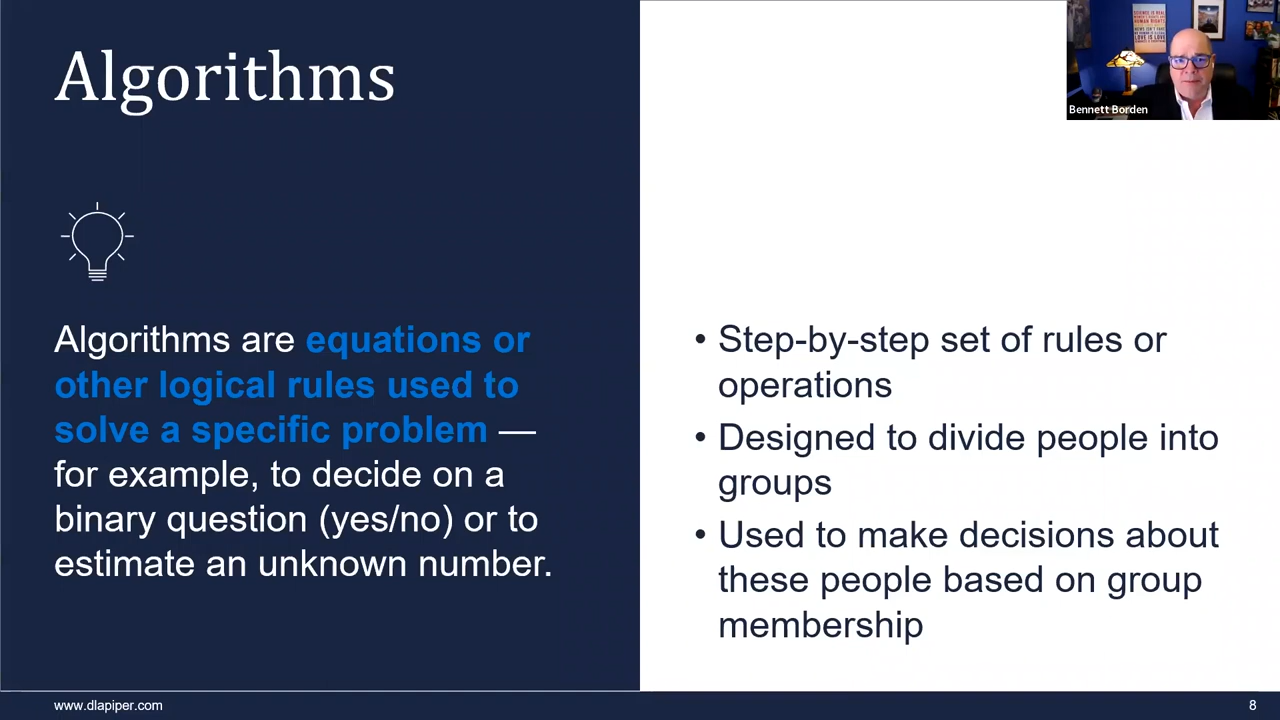 Algorithms
Algorithms are equations or
other logical rules used to
solve a specific problem —
for example, to decide on a
binary question (yes/no) or to
estimate an unknown number.
• Step-by-step set of rules or
operations
• Designed to divide people into
groups
• Used to make decisions about
these people based on group
membership
Bennett Borden
www.dlapiper.com
8